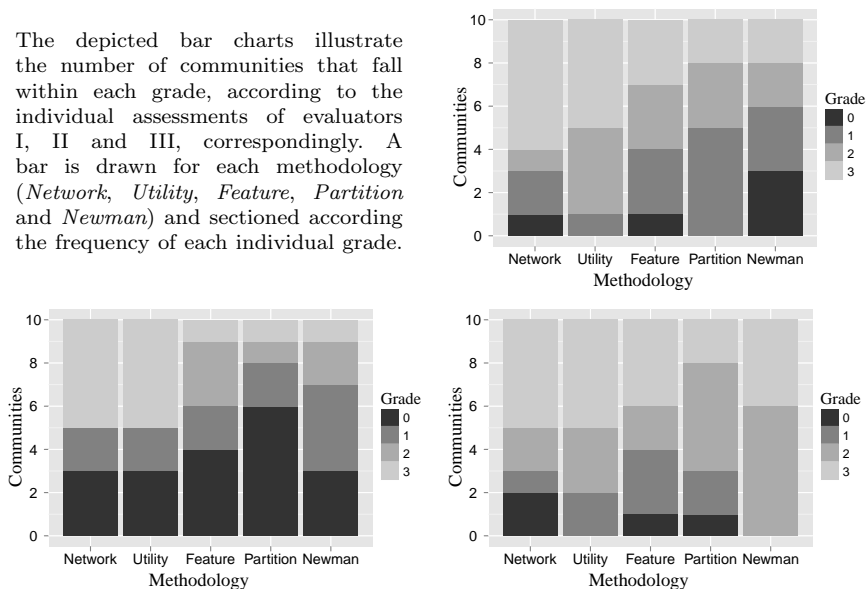 The depicted bar charts illustrate
the number of communities that fall
within each grade, according to the
individual assessments of evaluators
I, II and III, correspondingly. A
bar is drawn for each methodology
(Network, Utility, Feature, Partition
and Newman) and sectioned according
the frequency of each individual grade.
10
8
6
4
2
0
Communities
Network Utility Feature Partition Newman
Methodology
Grade
0
1
2
3
10
8
6
4
2
0
Communities
Network Utility Feature Partition Newman
Methodology
Grade
0
1
2
3
10
8
6
4
2
0
Communities
Network Utility Feature Partition Newman
Methodology
Grade
0
1
2
3